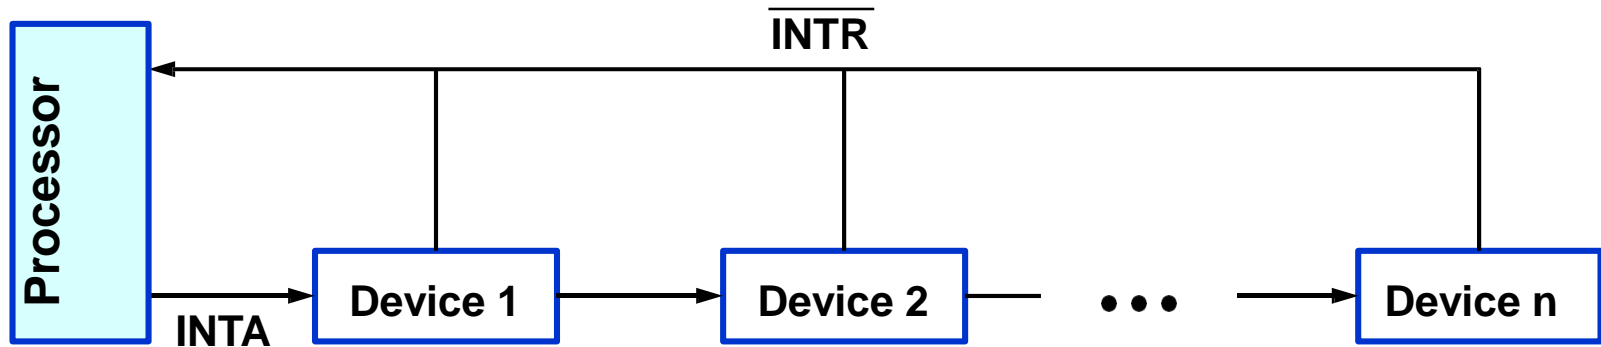 INTR
Processor
Device 1
Device 2
Device n
INTA